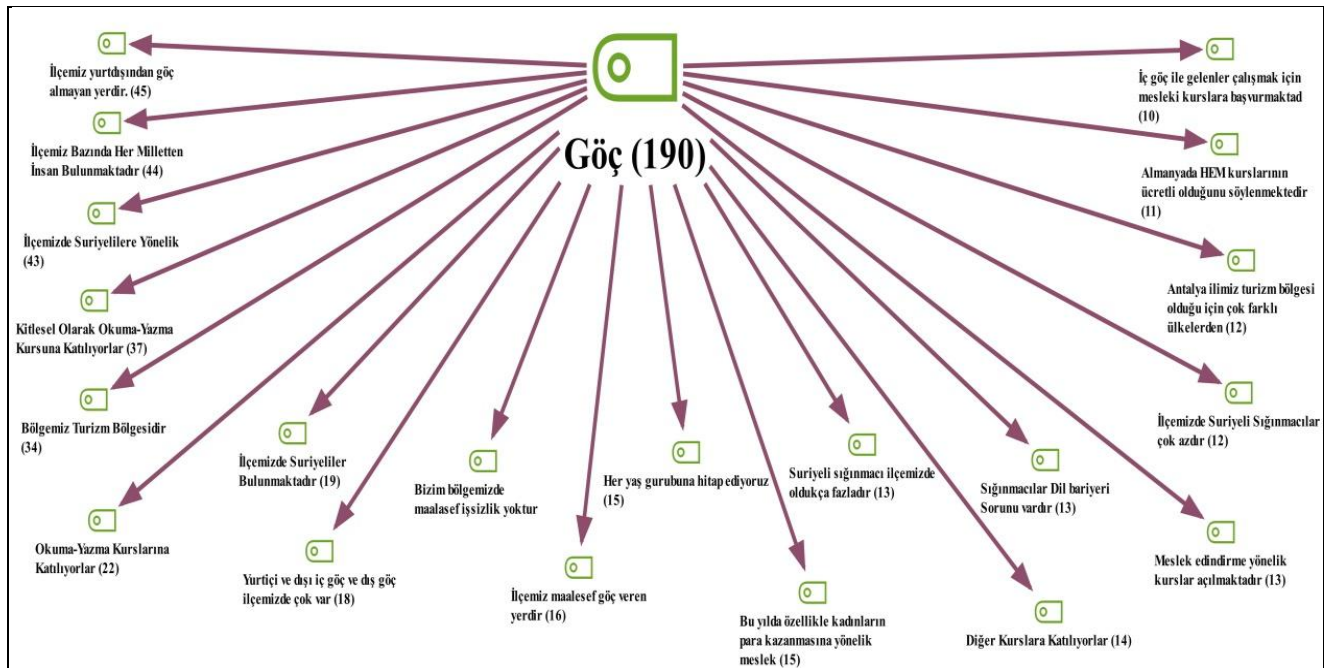 Göç (190)
İlçemiz yurtdışından göç
almayan yerdir. (45)
İlçemiz Bazında Her Milletten
İnsan Bulunmaktadır (44)
İlçemizde Suriyelilere Yönelik
(43)
Kitlesel Olarak Okuma-Yazma
Kursuna Katılıyorlar (37)
Bölgemiz Turizm Bölgesidir
(34)
Okuma-Yazma Kurslarına
Katılıyorlar (22)
İlçemizde Suriyeliler
Bulunmaktadır (19)
Yurtiçi ve dışı iç göç ve dış göç
ilçemizde çok var (18)
Bizim bölgemizde
maalasef işsizlik yoktur
İlçemiz maalesef göç veren
yerdir (16)
Her yaş gurubuna hitap ediyoruz
(15)
Bu yılda özellikle kadınların
para kazanmasına yönelik
meslek (15)
Suriyeli sığınmacı ilçemizde
oldukça fazladır (13)
Diğer Kurslara Katılıyorlar (14)
Sığınmacılar Dil bariyeri
Sorunu vardır (13)
Meslek edindirme yönelik
kurslar açılmaktadır (13)
İlçemizde Suriyeli Sığınmacılar
çok azdır (12)
Antalya ilimiz turizm bölgesi
olduğu için çok farklı
ülkelerden (12)
Almanyada HEM kurslarının
ücretli olduğunu söylenmektedir
(11)
İç göç ile gelenler çalışmak için
mesleki kurslara başvurmaktad
(10)